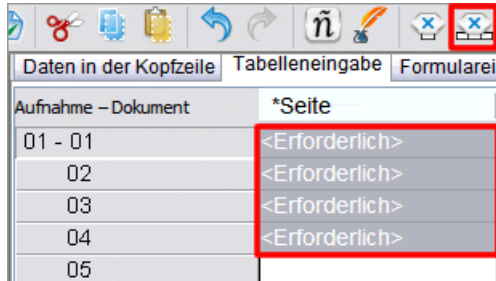 ñ
Daten in der Kopfzeile Tabelleneingabe Formularei
Aufnahme – Dokument *Seite
01 - 01 <Erforderlich>
02 <Erforderlich>
03 <Erforderlich>
04 <Erforderlich>
05